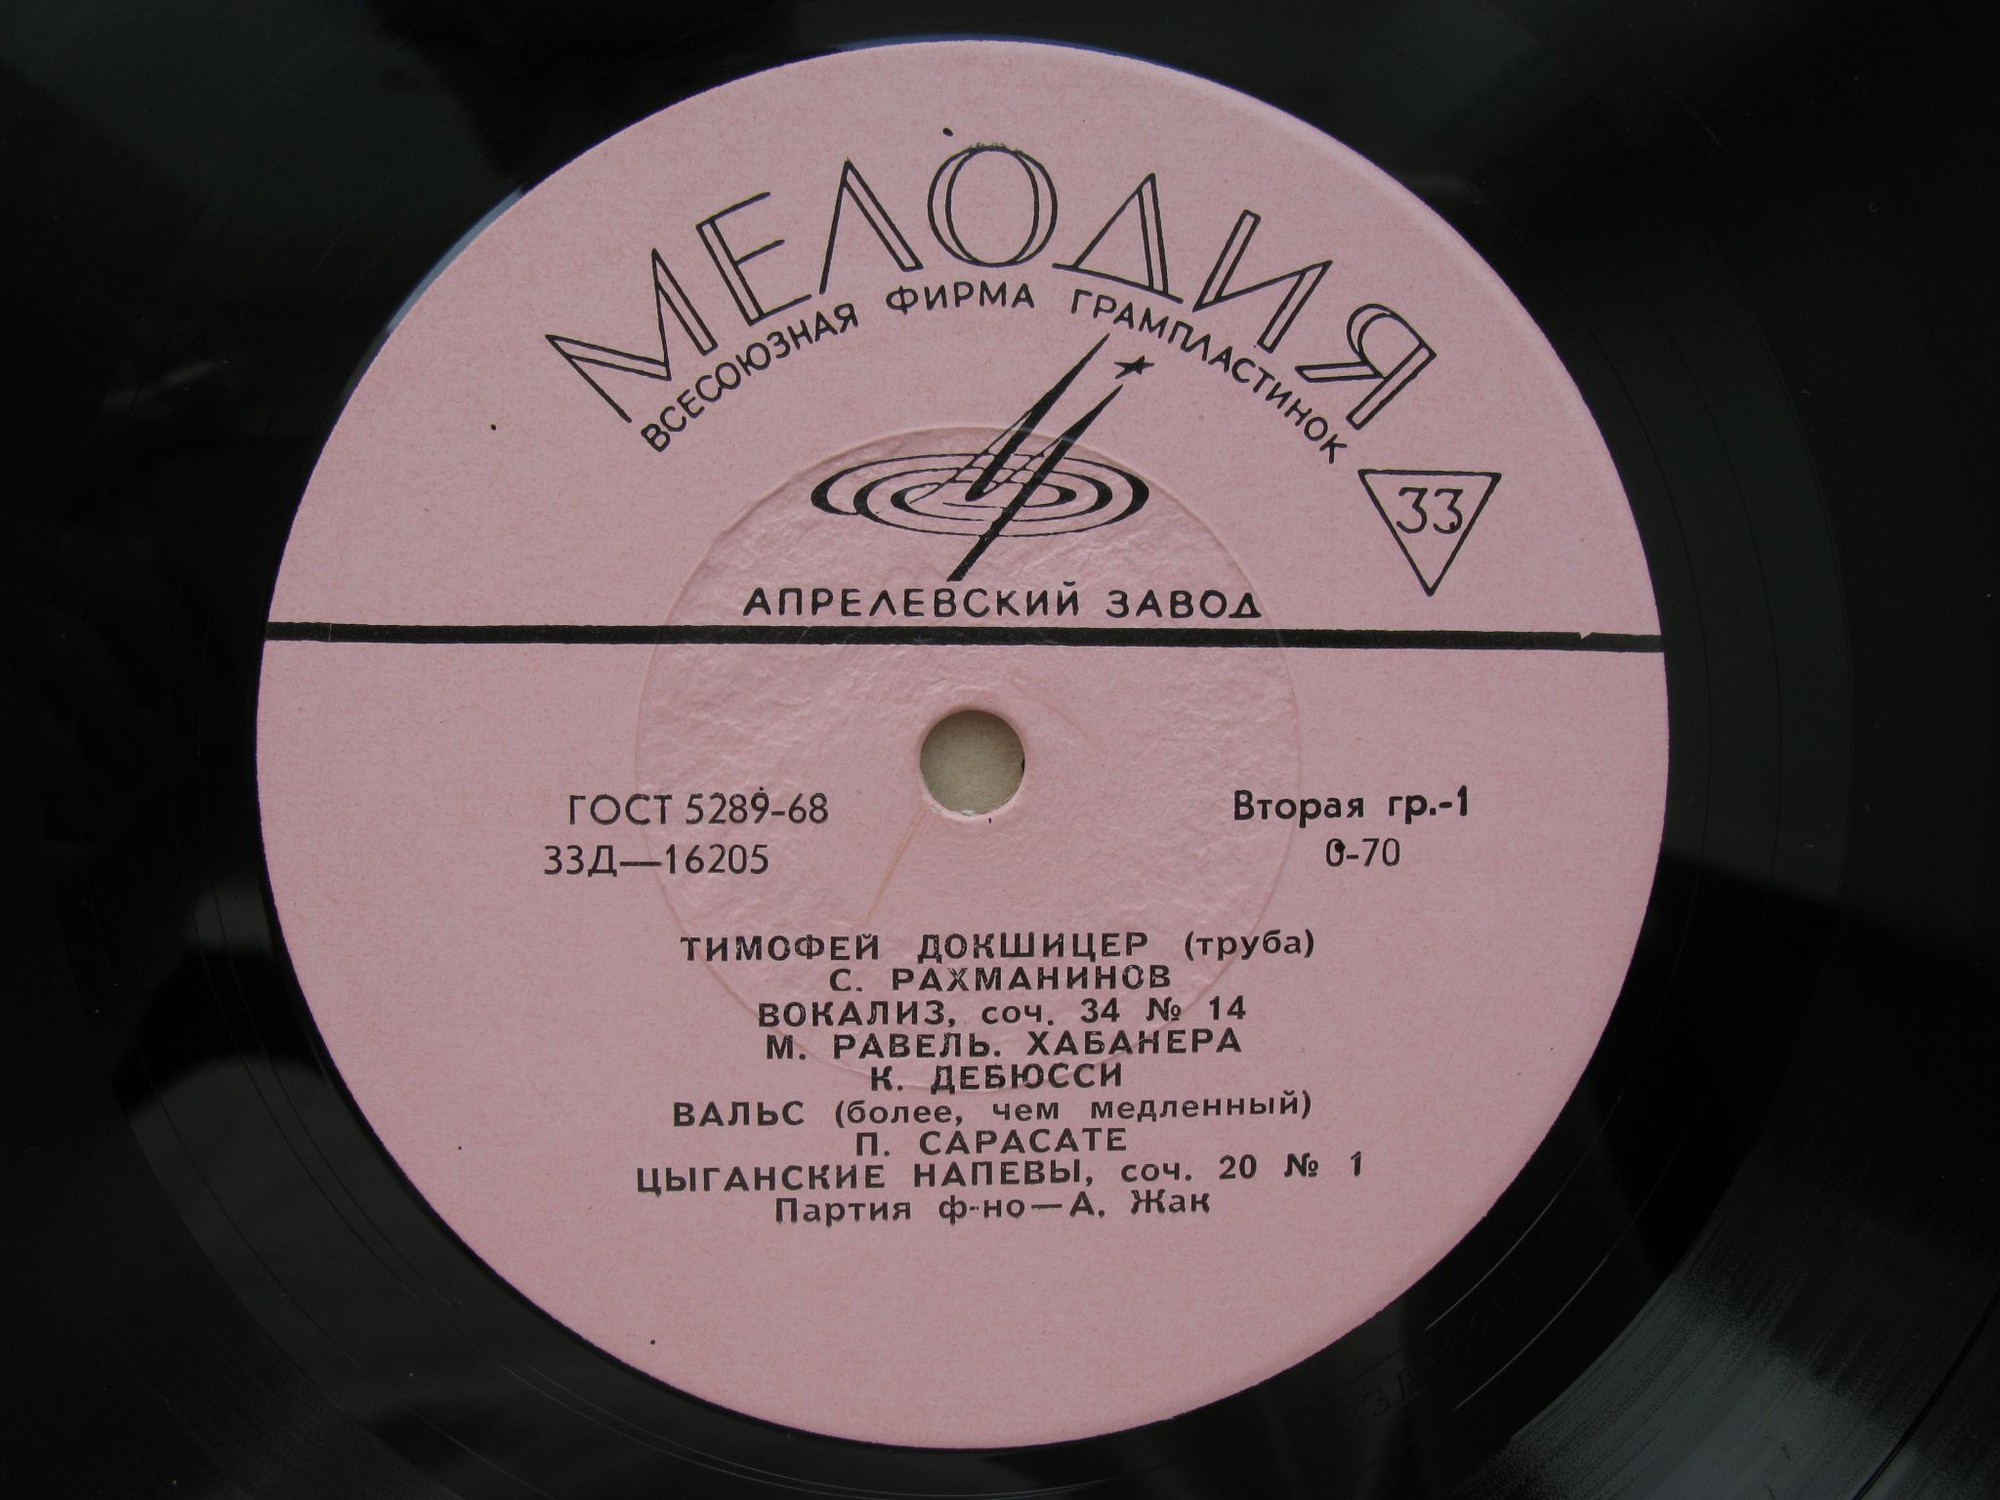 МЕЛОДИЯ
ВСЕСОЮЗНАЯ ФИРМА ГРАМПЛАСТИНОК
33
АПРЕЛЕВСКИЙ ЗАВОД
ГОСТ 5289-68
33Д—16205
Вторая гр.-1
0-70
ТИМОФЕЙ ДОКШИЦЕР (труба)
С. РАХМАНИНОВ
ВОКАЛИЗ, соч. 34 № 14
М. РАВЕЛЬ. ХАБАНЕРА
К. ДЕБЮССИ
ВАЛЬС (более, чем медленный)
П. САРАСАТЕ
ЦЫГАНСКИЕ НАПЕВЫ, соч. 20 № 1
Партия ф-но—А. Жак